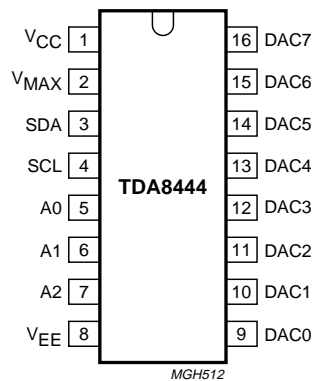 VCC 1 16 DAC7
VMAX 2 15 DAC6
SDA 3 14 DAC5
SCL 4 13 DAC4
TDA8444
A0 5 12 DAC3
A1 6 11 DAC2
A2 7 10 DAC1
VEE 8 9 DAC0
MGH512